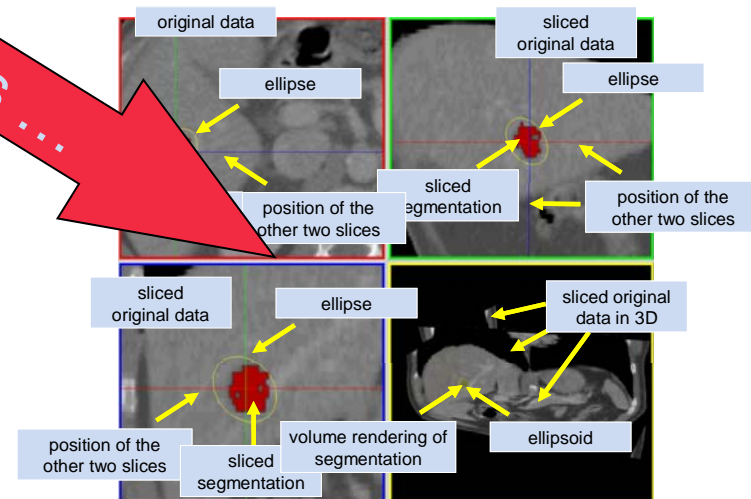 original data
ellipse
position of the
other two slices
sliced
original data
ellipse
sliced
segmentation
position of the
other two slices
sliced
original data
ellipse
position of the
other two slices
sliced
segmentation
sliced original
data in 3D
volume rendering of
segmentation
ellipsoid